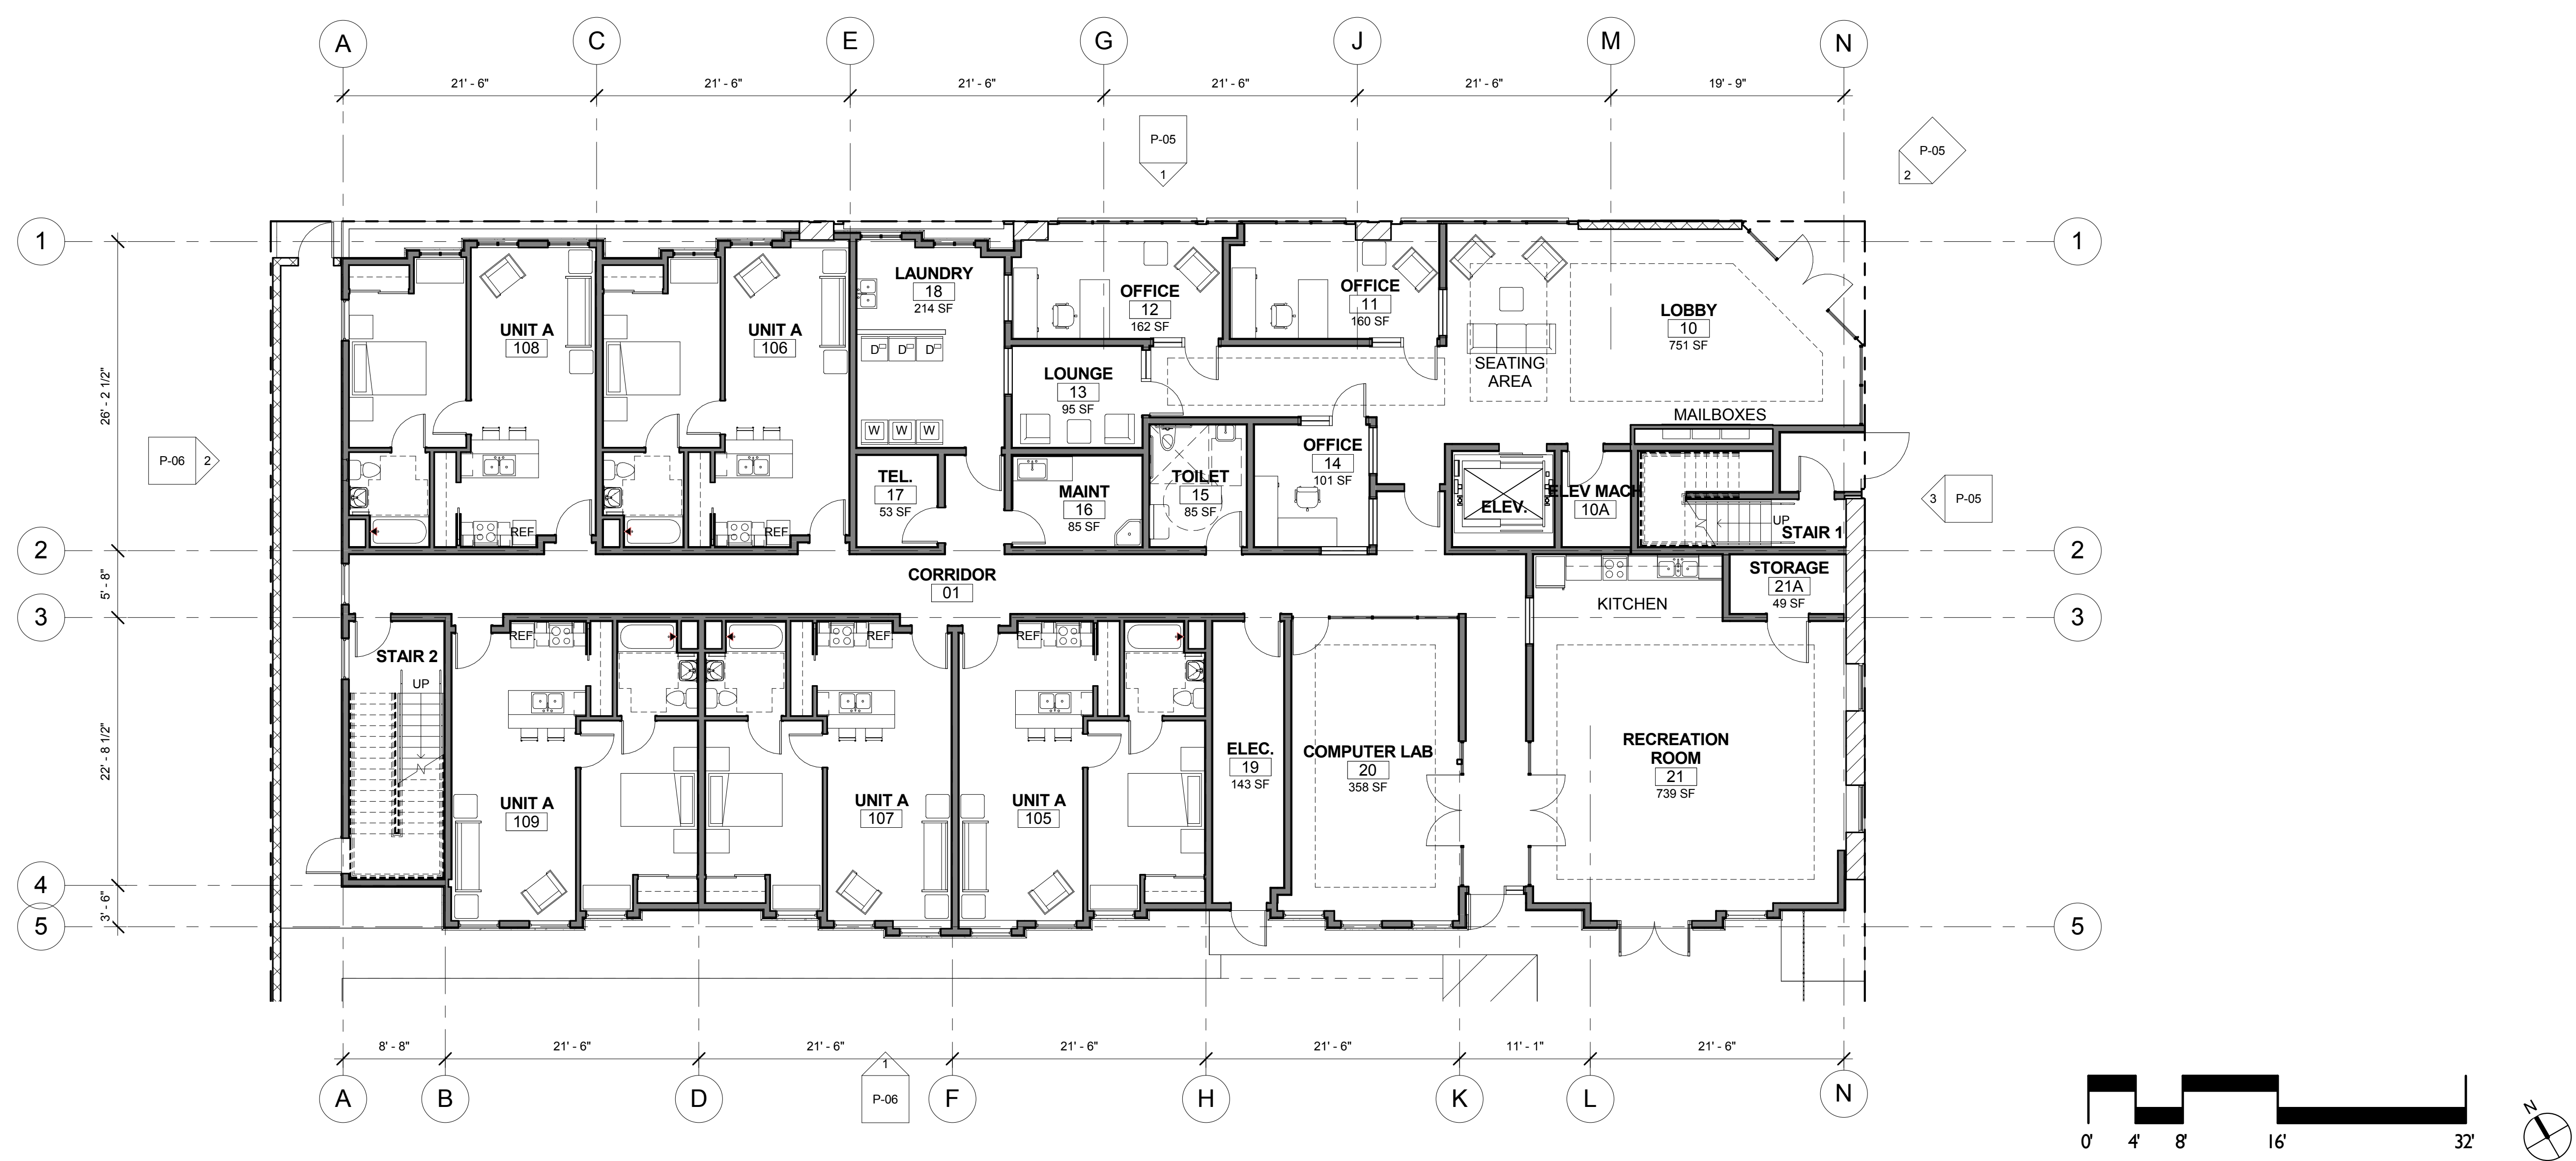 A C E G J M N
21' - 6" 21' - 6" 21' - 6" 21' - 6" 21' - 6" 19' - 9"
P-05
1
P-05
2
1 1
LAUNDRY
18
214 SF
OFFICE
12
162 SF
OFFICE
11
160 SF
LOBBY
10
751 SF
UNIT A
108
UNIT A
106
D D D
SEATING
AREA
LOUNGE
13
95 SF
26' - 2 1/2"
MAILBOXES
W W W
P-06 2
OFFICE
14
101 SF
TEL.
17
53 SF
MAINT
16
85 SF
TOILET
15
85 SF
ELEV.
ELEV MACH
10A
3 P-05
UP
STAIR 1
REF. REF.
2 2
5' - 8"
CORRIDOR
01
STORAGE
21A
49 SF
KITCHEN
3 3
REF. REF. REF.
STAIR 2
UP
22' - 8 1/2"
ELEC.
19
143 SF
COMPUTER LAB
20
358 SF
RECREATION
ROOM
21
739 SF
UNIT A
109
UNIT A
107
UNIT A
105
4
3' - 6"
5 5
8' - 8" 21' - 6" 21' - 6" 21' - 6" 21' - 6" 11' - 1" 21' - 6"
1
P-06
A B D F H K L N
0' 4' 8' 16' 32'
N